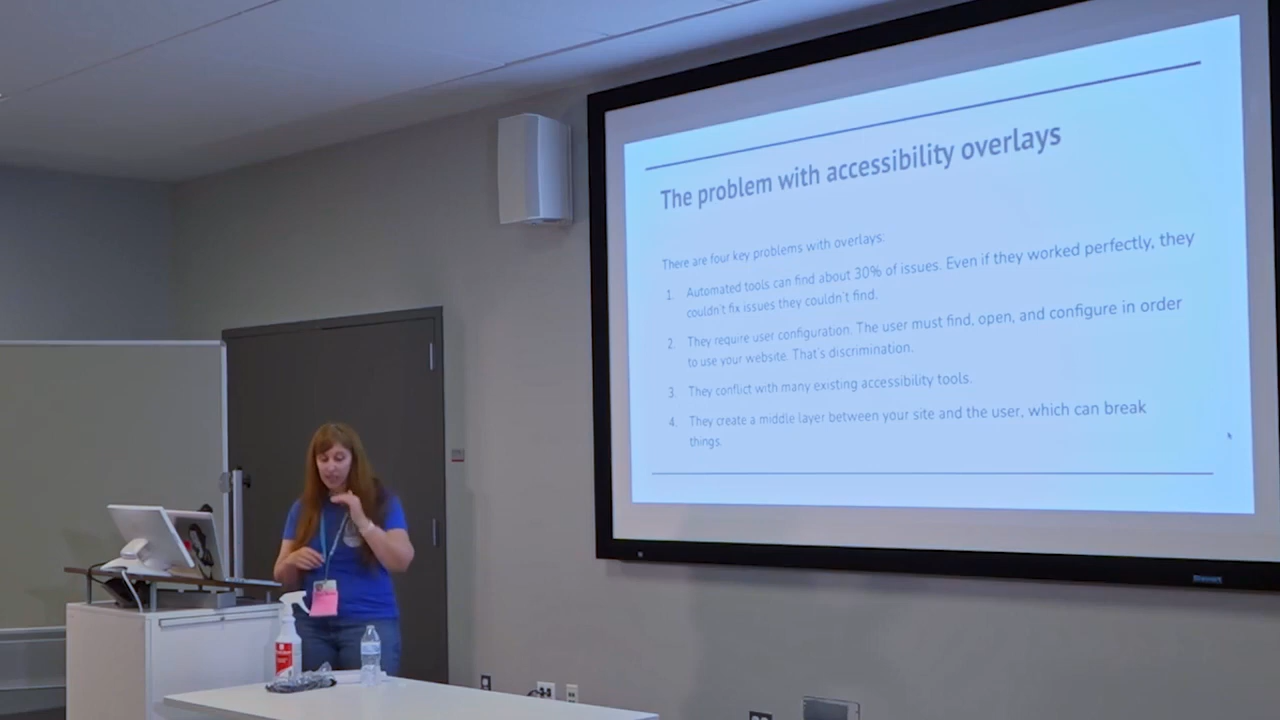 The problem with accessibility overlays
There are four key problems with overlays:
1. Automated tools can find about 30% of issues. Even if they worked perfectly, they
couldn't fix issues they couldn't find.
2. They require user configuration. The user must find, open, and configure in order
to use your website. That's discrimination.
3. They conflict with many existing accessibility tools.
4. They create a middle layer between your site and the user, which can break
things.
Stewart